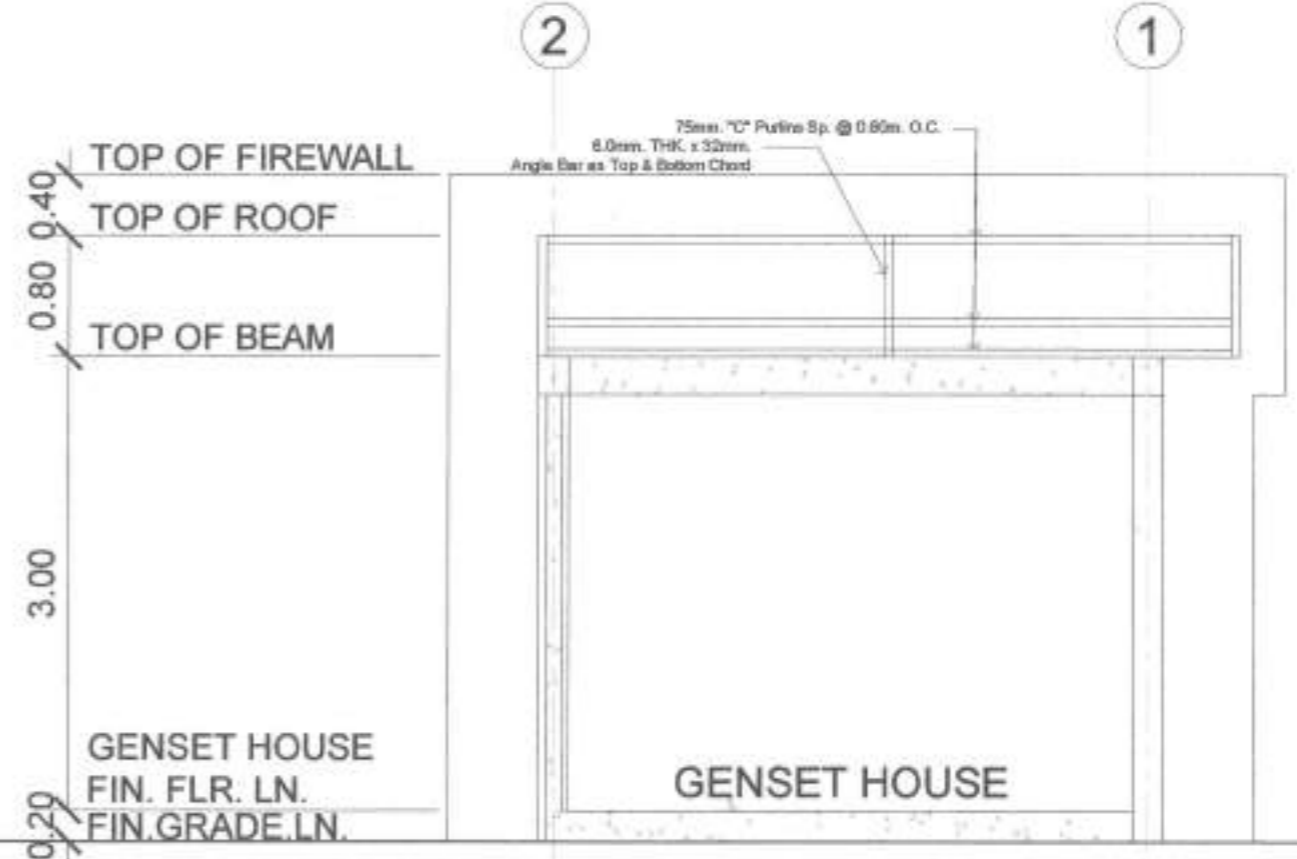 2
1
75mm. "C" Purlins Sp. @ 0.60m. O.C.
6.0mm. THK. x 32mm.
Angle Bar as Top & Bottom Chord
TOP OF FIREWALL
0.40
TOP OF ROOF
0.80
TOP OF BEAM
3.00
GENSET HOUSE
FIN. FLR. LN.
GENSET HOUSE
0.20
FIN.GRADE.LN.